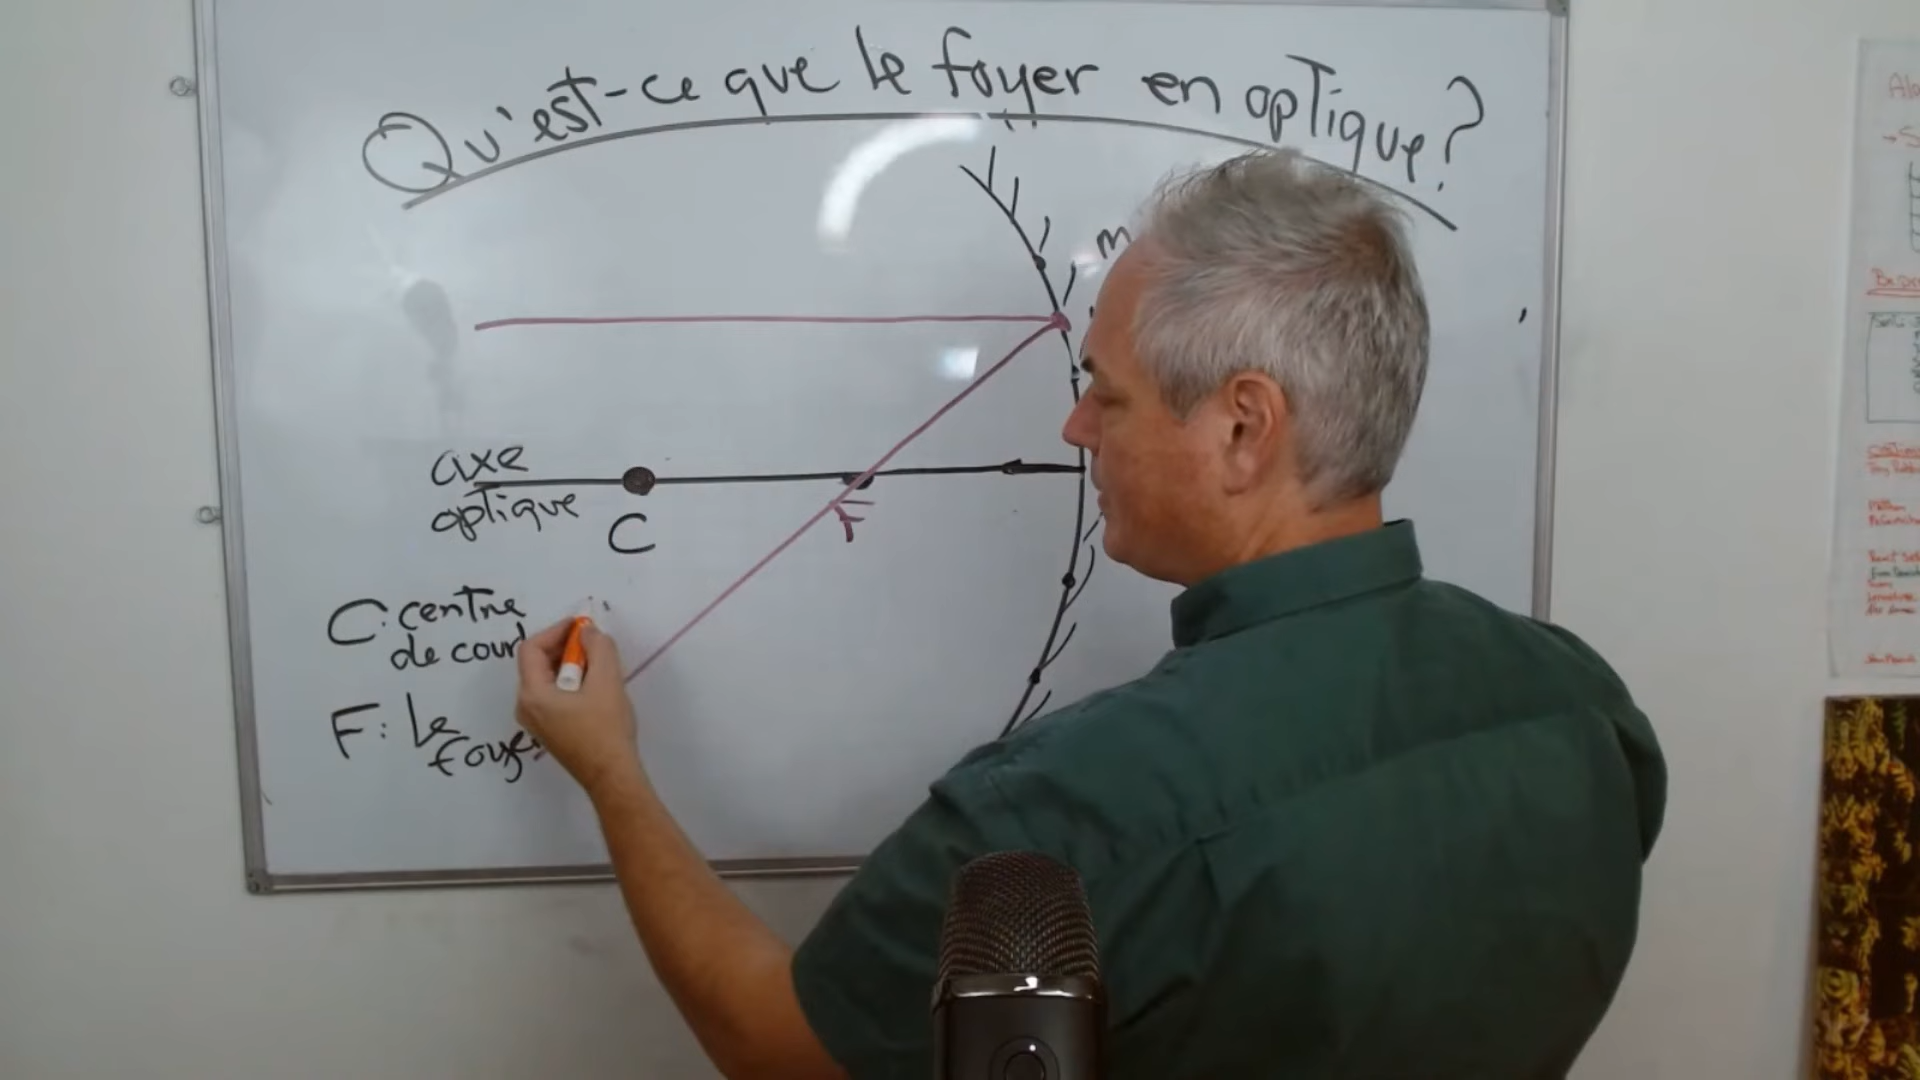 Qu'est-ce que le foyer en optique?
m
axe
optique
C
F
C: centre
de courb
F: Le
foyer